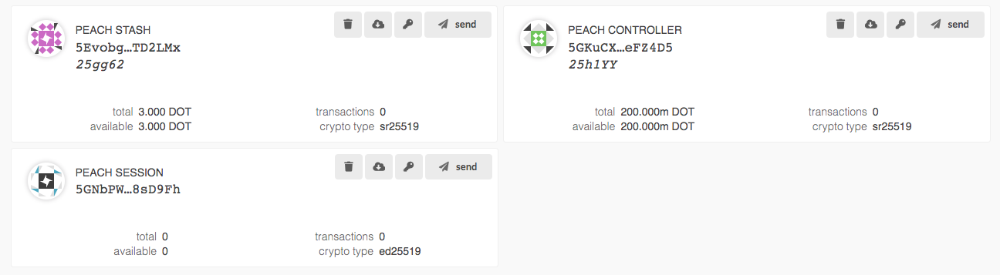 PEACH STASH
send
5Evobg…TD2LMx
25gg62
total 3.000 DOT
transactions 0
available 3.000 DOT
crypto type sr25519
PEACH CONTROLLER
send
5GKuCX…eFZ4D5
25h1YY
total 200.000m DOT
transactions 0
available 200.000m DOT
crypto type sr25519
PEACH SESSION
send
5GNbPW…8sD9Fh
total 0
transactions 0
available 0
crypto type ed25519